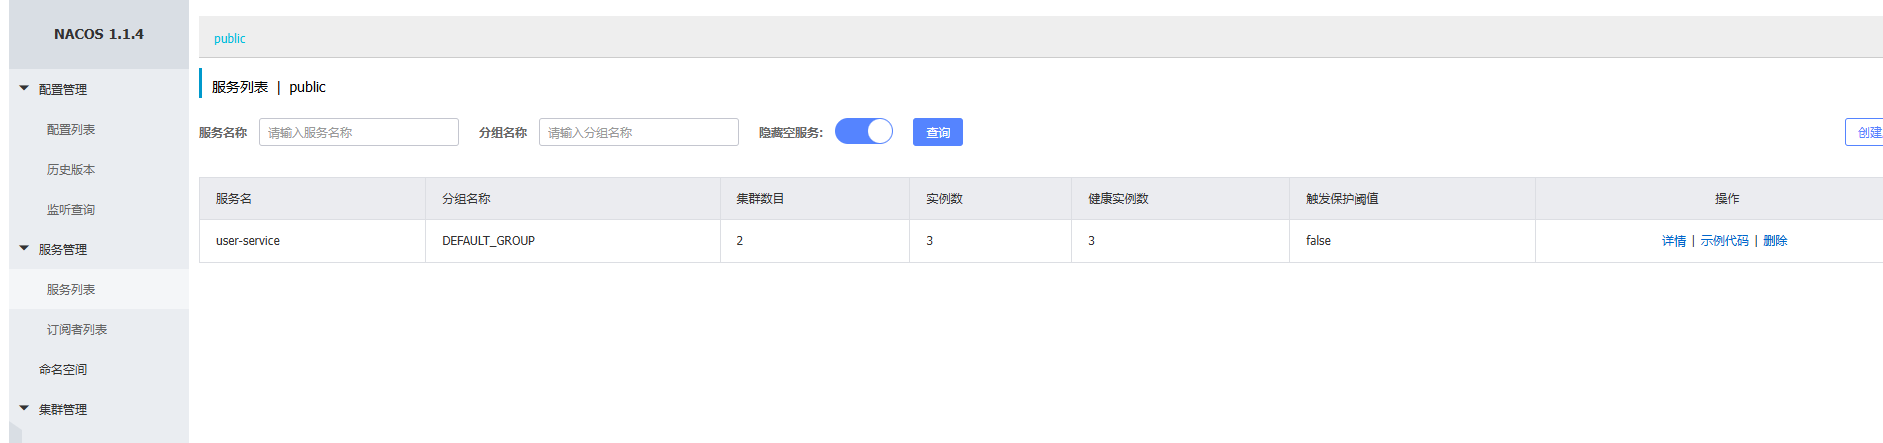 NACOS 1.1.4
配置管理
配置列表
历史版本
监听查询
服务管理
服务列表
订阅者列表
命名空间
集群管理
public
服务列表 | public
服务名称 请输入服务名称 分组名称 请输入分组名称 隐藏空服务: 查询 创建
服务名 分组名称 集群数目 实例数 健康实例数 触发保护阈值 操作
user-service DEFAULT_GROUP 2 3 3 false 详情 | 示例代码 | 删除